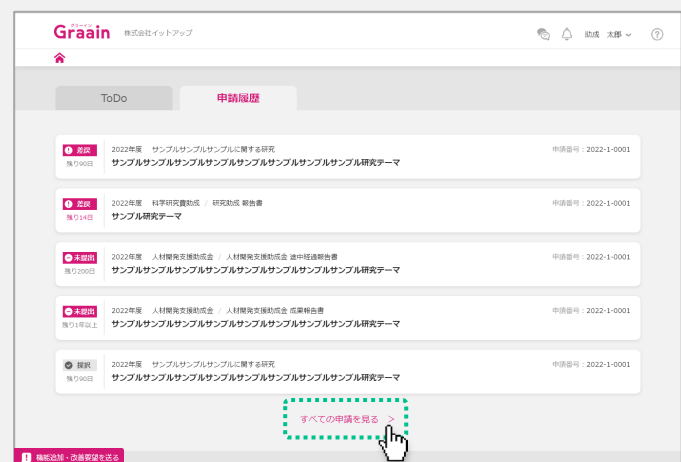 グラーイン
Graain 株式会社イットアップ
助成 太郎
ToDo
申請履歴
差戻 2022年度 サンプルサンプルサンプルに関する研究 申請番号：2022-1-0001
残り90日 サンプルサンプルサンプルサンプルサンプルサンプルサンプルサンプル研究テーマ
差戻 2022年度 科学研究費助成 / 研究助成 報告書 申請番号：2022-1-0001
残り14日 サンプル研究テーマ
未提出 2022年度 人材開発支援助成金 / 人材開発支援助成金 途中経過報告書 申請番号：2022-1-0001
残り200日 サンプルサンプルサンプルサンプルサンプルサンプルサンプルサンプル研究テーマ
未提出 2022年度 人材開発支援助成金 / 人材開発支援助成金 成果報告書 申請番号：2022-1-0001
残り1年以上 サンプルサンプルサンプルサンプルサンプルサンプルサンプルサンプル研究テーマ
採択 2022年度 サンプルサンプルサンプルに関する研究 申請番号：2022-1-0001
残り90日 サンプルサンプルサンプルサンプルサンプルサンプルサンプルサンプル研究テーマ
すべての申請を見る >
機能追加・改善要望を送る